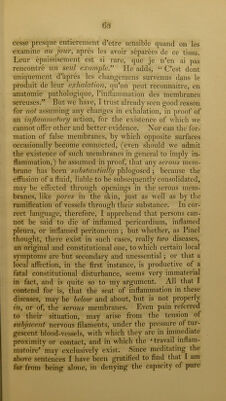 68
cesse presque entierement d'etre sensible quand on les
examine au jour, après les avoir séparées de ce tissu.
Leur epaississement est si rare, que je n'en ai pas
rencontré un seul exemple." He adds, "C'est dont
uniquement d'après les changemens survenus dans le
produit de leur exhalation, qu'on peut reconnaitre, en
anatomie pathologique, l'inflammation des membranes
sereuses." But we have, I trust already seen good reason
for not assuming any changes in exhalation, in proof of
an inflammatory action, for the existence of which we
cannot offer other and better evidence. Nor can the for-
mation of false membranes, by which opposite surfaces
occasionally become connected, (even should we admit
the existence of such membranes in general to imply in-
flammation,) be assumed in proof, that any serous mem-
brane has been substantially phlogosed; because the
effusion of a fluid, liable to be subsequently consolidated,
may be effected through openings in the serous mem-
branes, like pores in the skin, just as well as by the
ramification of vessels through their substance. In cor-
rect language, therefore, I apprehend that persons can-
not be said to die of inflamed pericardium, inflamed
pleura, or inflamed peritoneum; but whether, as Pinel
thought, there exist in such cases, really two diseases,
an original and constitutional one, to which certain local
symptoms are but secondary and unessential; or that a
local affection, in the first instance, is productive of a
fatal constitutional disturbance, seems very immaterial
in fact, and is quite so to my argument. All that I
contend for is, that the seat of inflammation in these
diseases, may be below and about, but is not properly
in, or of, the serous membranes. Even pain referred
to their situation, may arise from the tension of
subjacent nervous filaments, under the pressure of tur-
gescent blood-vessels, with which they are in immediate
proximity or contact, and in which the 'travail inflam-
matoire' may exclusively exist. Since meditating the
above sentences I have been gratified to find that I am
far from being alone, in denying the capacity of pure